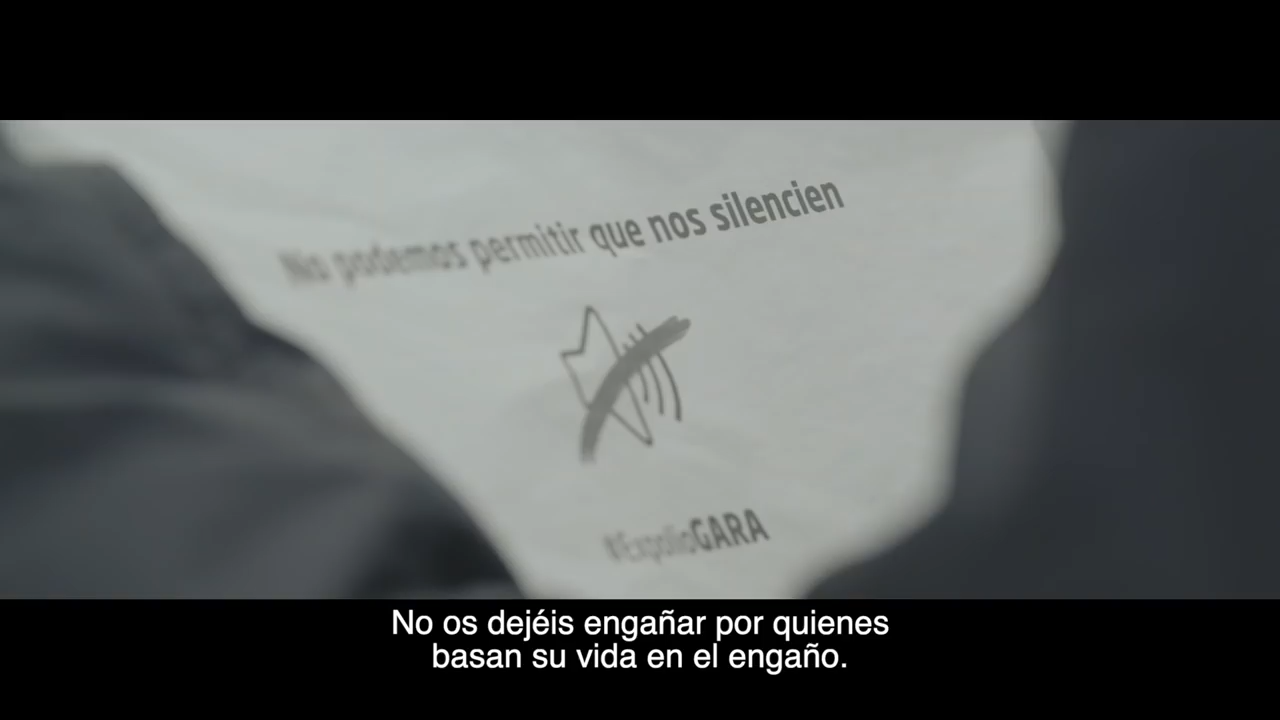 No podemos permitir que nos silencien
#ExpolioGARA
No os dejéis engañar por quienes
basan su vida en el engaño.